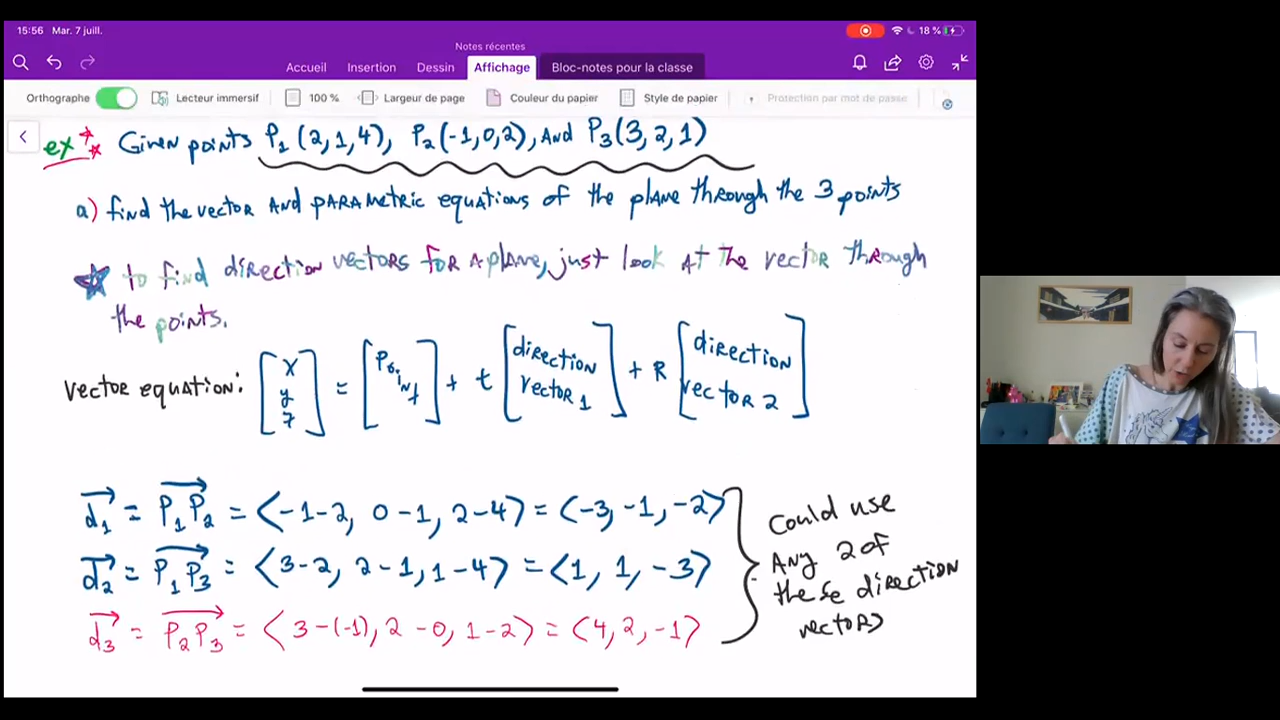 15:56 Mar. 7 juill.
18 %
Notes récentes
Accueil Insertion Dessin Affichage Bloc-notes pour la classe
Orthographe Lecteur immersif 100 % Largeur de page Couleur du papier Style de papier Protection par mot de passe
ex Given points P₁(2,1,4), P₂(-1,0,2), And P₃(3,2,1)
a) find the vector AND PARAMETRIC equations of the plane through the 3 points
to find direction vectors for a plane, just look At The vector through
the points.
vector equation: [x y z] = [Point] + t [direction vector 1] + R [direction vector 2]
d₁ = P₁P₂ = ⟨-1-2, 0-1, 2-4⟩ = ⟨-3, -1, -2⟩
d₂ = P₁P₃ = ⟨3-2, 2-1, 1-4⟩ = ⟨1, 1, -3⟩
d₃ = P₂P₃ = ⟨3-(-1), 2-0, 1-2⟩ = ⟨4, 2, -1⟩
Could use
Any 2 of
these direction
vectors